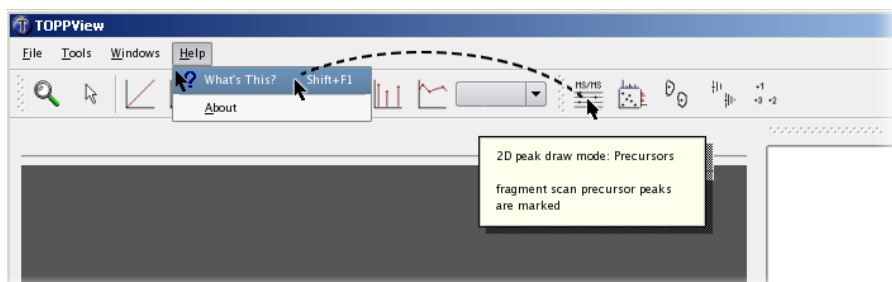 TOPPView
File Tools Windows Help
What's This? Shift+F1
About
MS/MS
+1
+3 +2
2D peak draw mode: Precursors
fragment scan precursor peaks
are marked